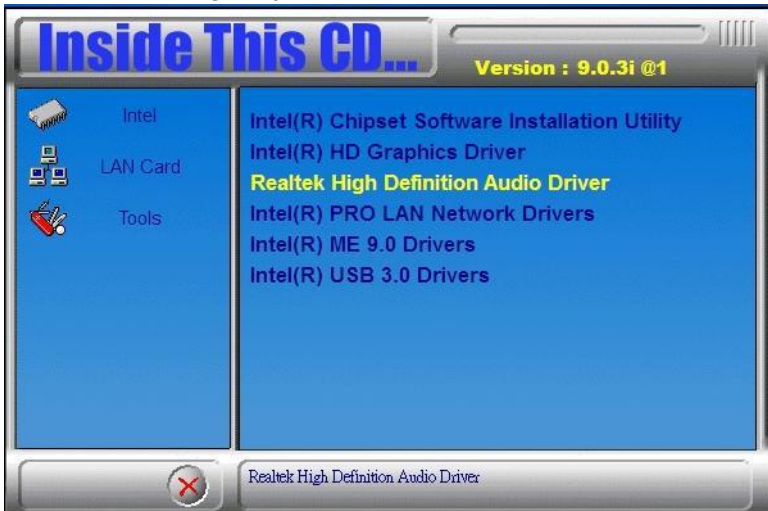 Inside This CD...
Version : 9.0.3i @1
Intel
LAN Card
Tools
Intel(R) Chipset Software Installation Utility
Intel(R) HD Graphics Driver
Realtek High Definition Audio Driver
Intel(R) PRO LAN Network Drivers
Intel(R) ME 9.0 Drivers
Intel(R) USB 3.0 Drivers
Realtek High Definition Audio Driver